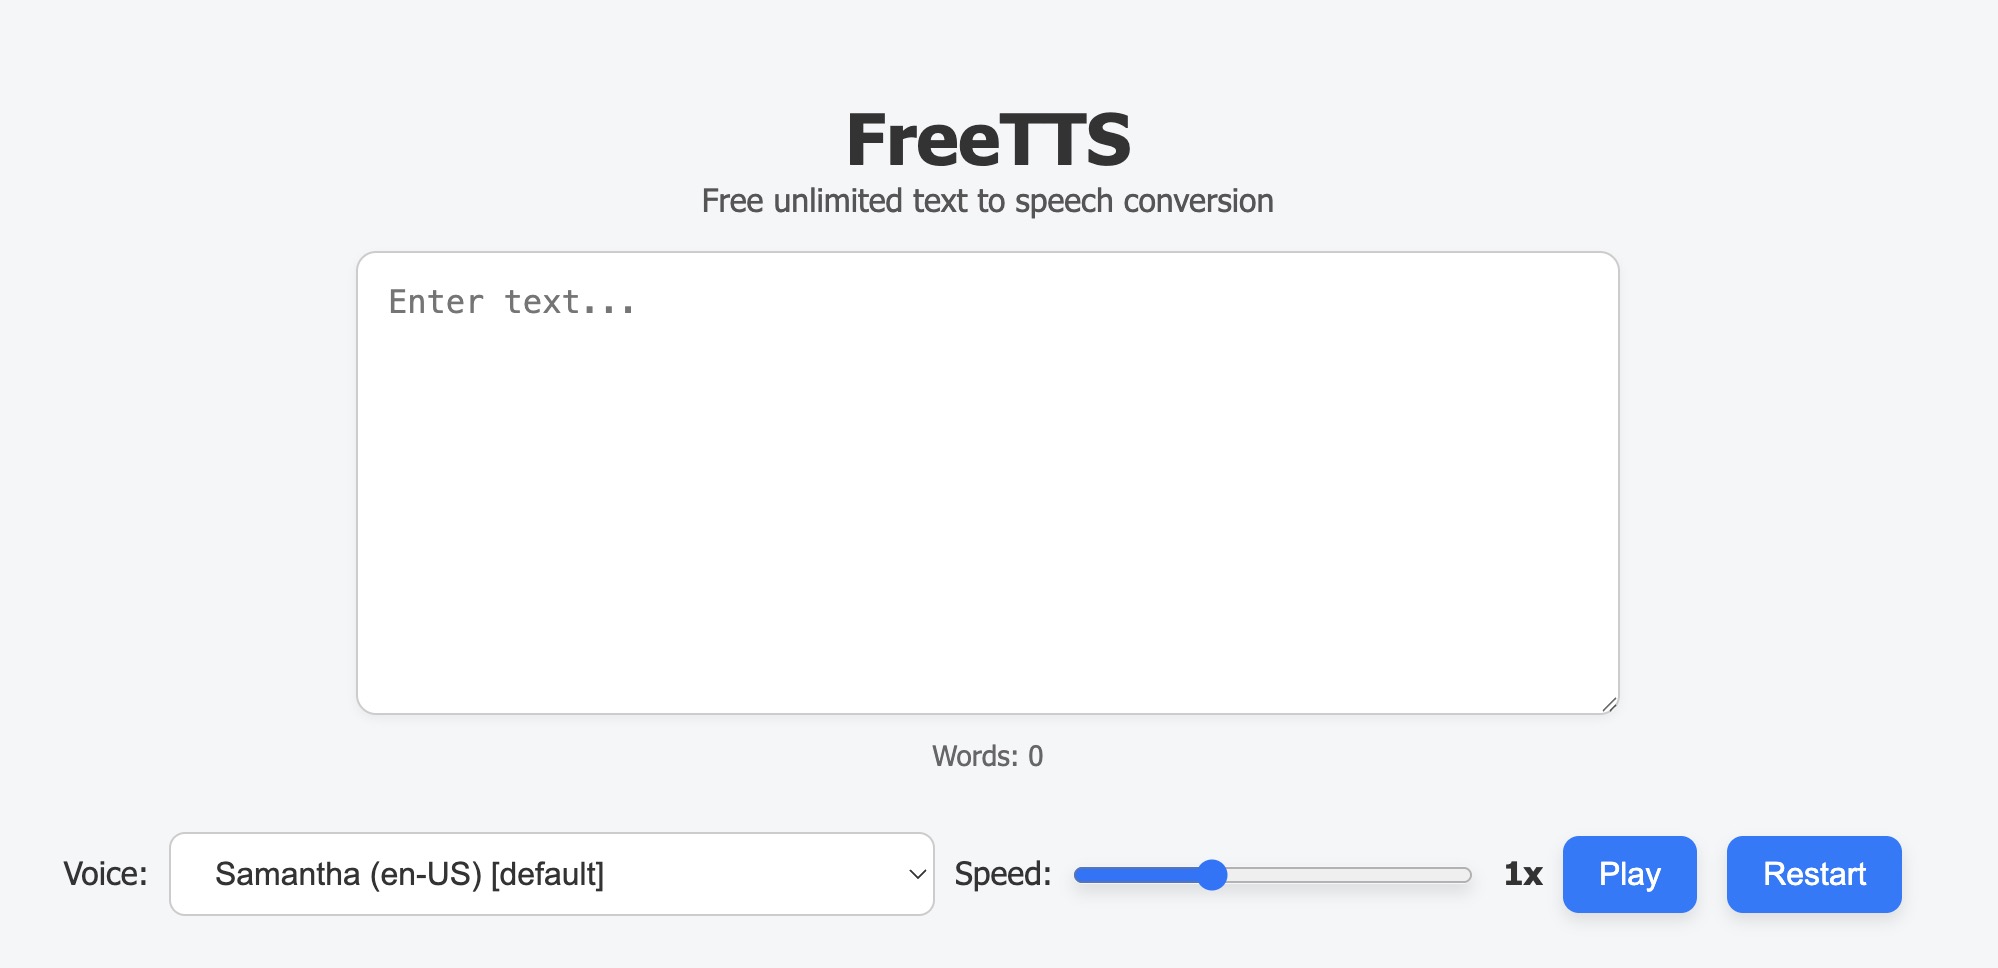 FreeTTS
Free unlimited text to speech conversion
Enter text...
Words: 0
Voice: Samantha (en-US) [default] Speed: 1x Play Restart